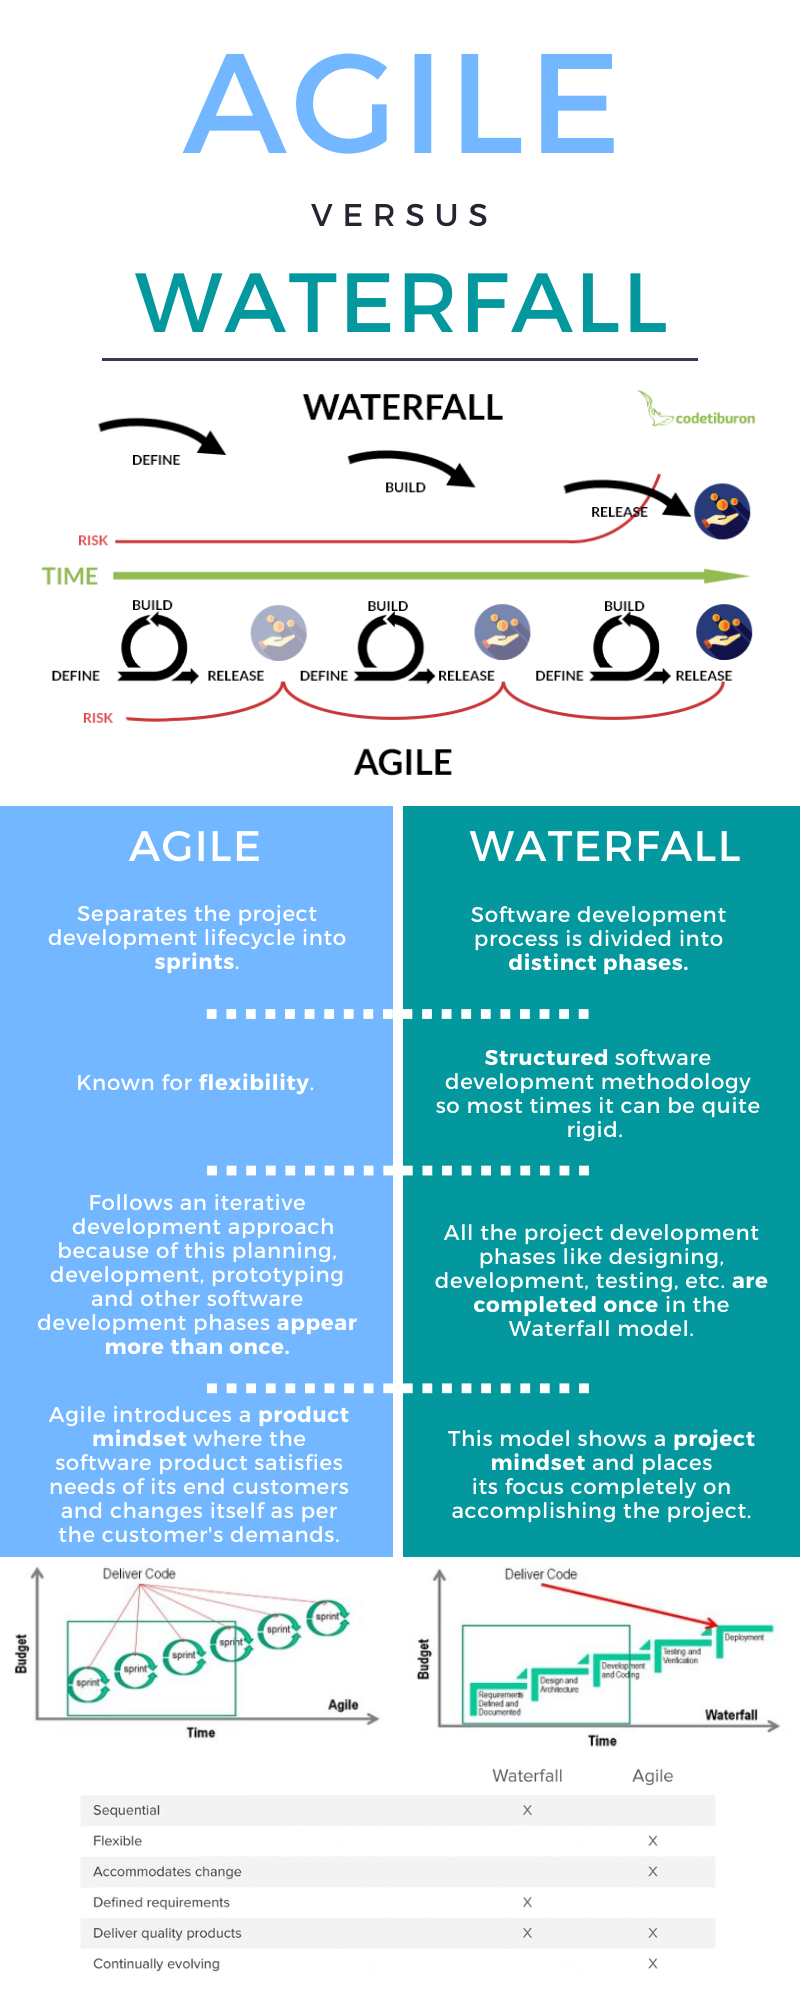 AGILE
VERSUS
WATERFALL
WATERFALL
codetiburon
DEFINE
BUILD
RELEASE
RISK
TIME
BUILD
BUILD
BUILD
DEFINE
RELEASE
DEFINE
RELEASE
DEFINE
RELEASE
RISK
AGILE
AGILE
Separates the project
development lifecycle into
sprints.
Known for flexibility.
Follows an iterative
development approach
because of this planning,
development, prototyping
and other software
development phases appear
more than once.
Agile introduces a product
mindset where the
software product satisfies
needs of its end customers
and changes itself as per
the customer's demands.
WATERFALL
Software development
process is divided into
distinct phases.
Structured software
development methodology
so most times it can be quite
rigid.
All the project development
phases like designing,
development, testing, etc. are
completed once in the
Waterfall model.
This model shows a project
mindset and places
its focus completely on
accomplishing the project.
Deliver Code
Budget
sprint
sprint
sprint
sprint
sprint
sprint
Agile
Time
Deliver Code
Budget
Requirements
Defined and
Documented
Design and
Architecture
Development
and Coding
Testing and
Verification
Deployment
Waterfall
Time
Waterfall Agile
Sequential X
Flexible X
Accommodates change X
Defined requirements X
Deliver quality products X X
Continually evolving X